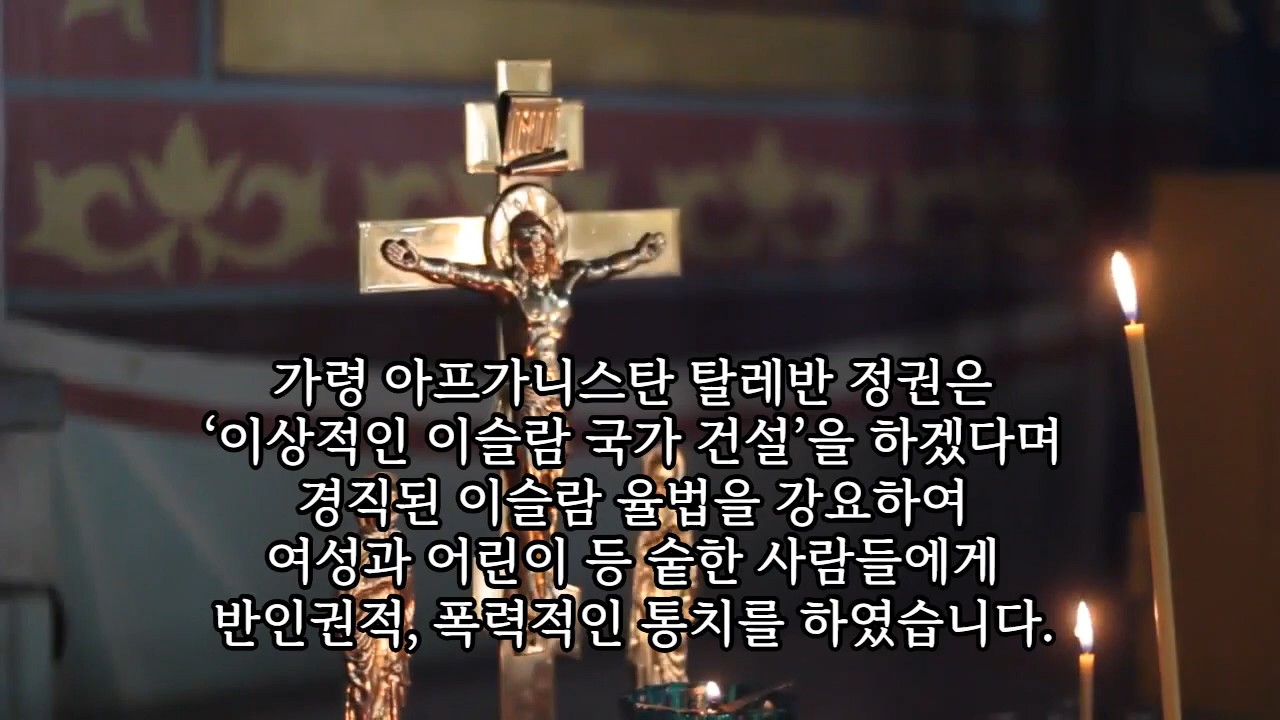 가령 아프가니스탄 탈레반 정권은
‘이상적인 이슬람 국가 건설’을 하겠다며
경직된 이슬람 율법을 강요하여
여성과 어린이 등 숱한 사람들에게
반인권적, 폭력적인 통치를 하였습니다.